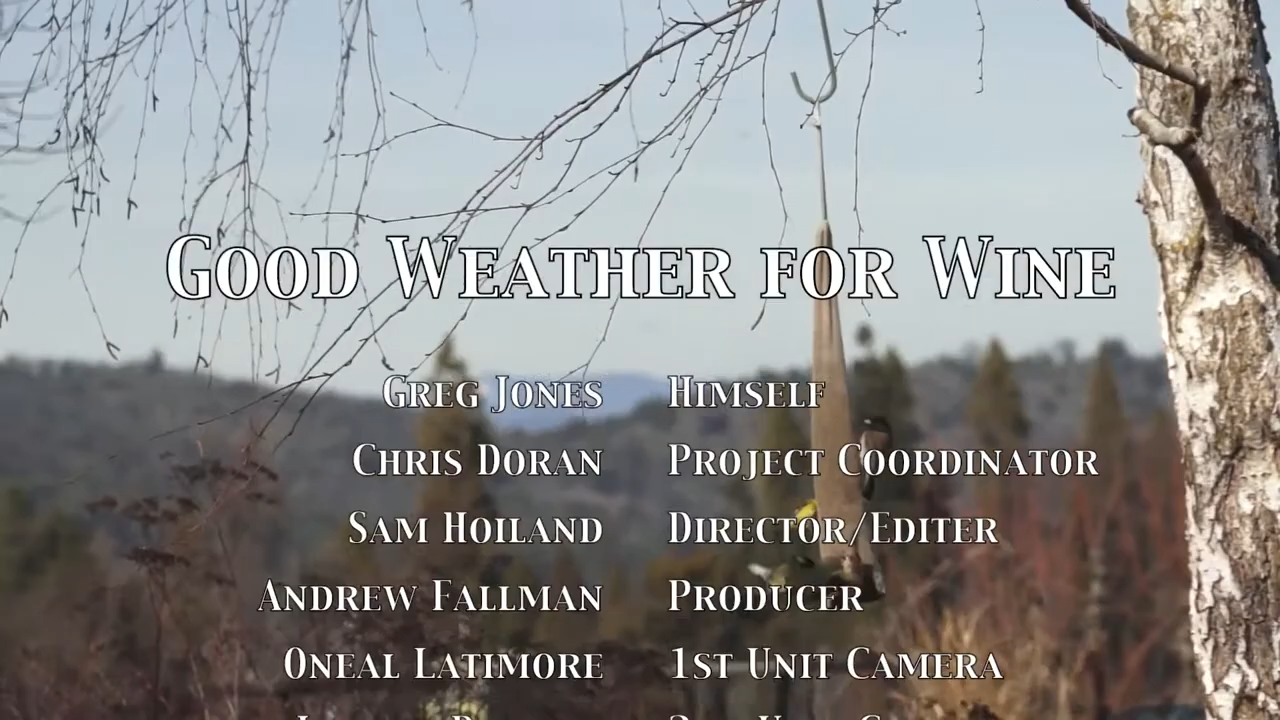 Good Weather for Wine
Greg Jones Himself
Chris Doran Project Coordinator
Sam Hoiland Director/Editer
Andrew Fallman Producer
Oneal Latimore 1st Unit Camera